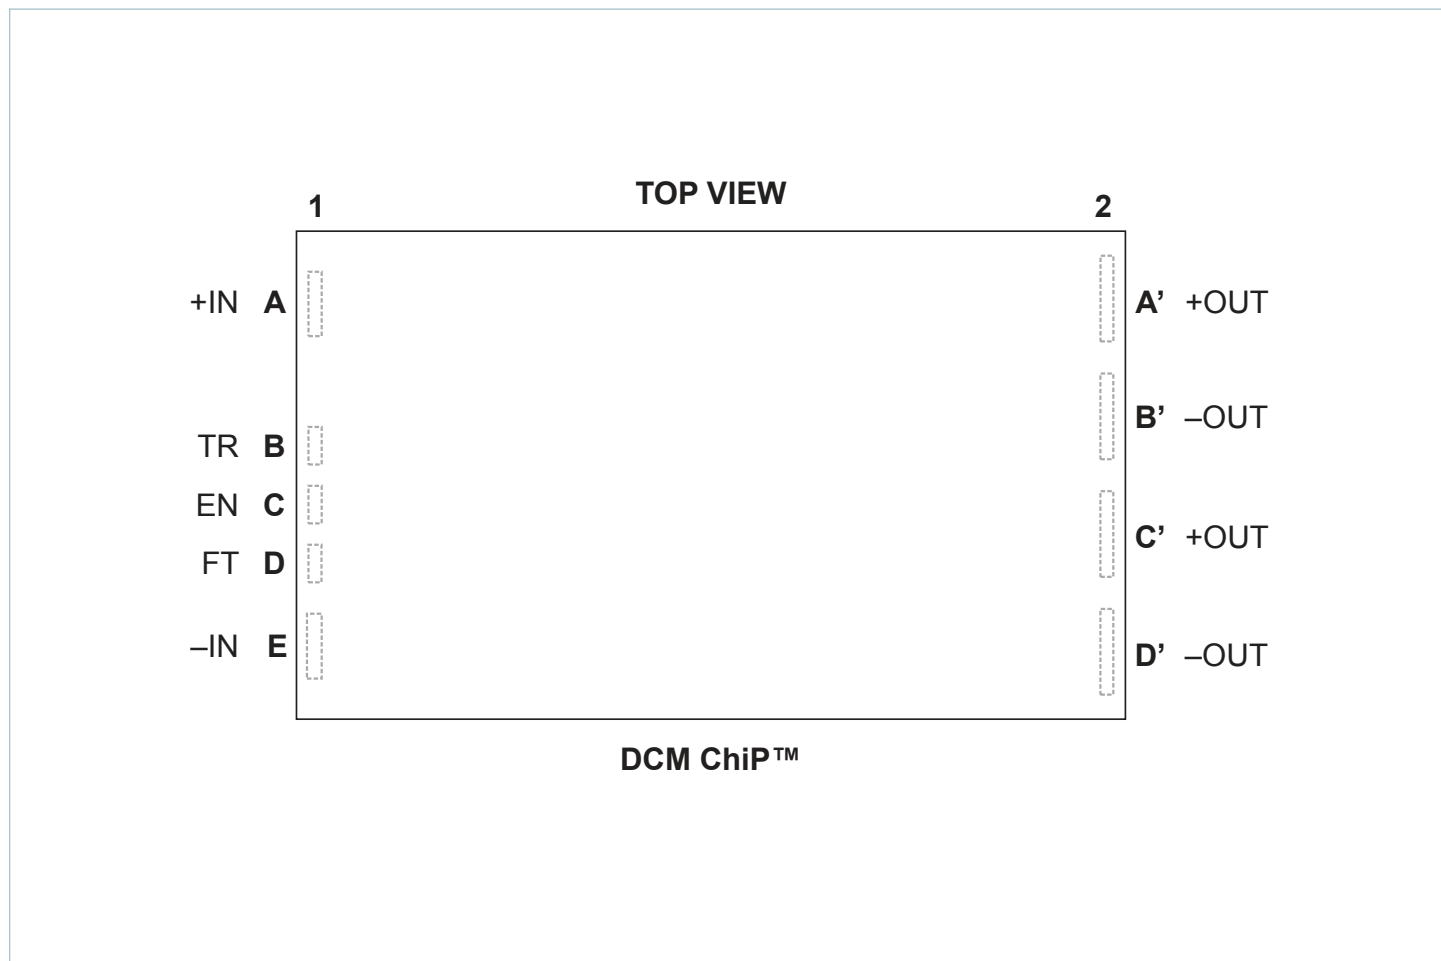 TOP VIEW
1 2
+IN A A’ +OUT
B’ –OUT
TR B
EN C
C’ +OUT
FT D
–IN E
D’ –OUT
DCM ChiP™